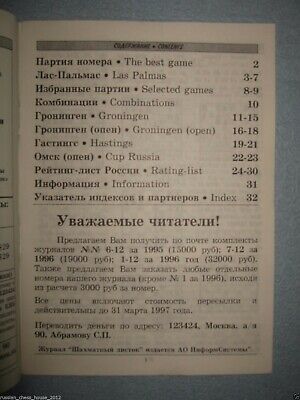 СОДЕРЖАНИЕ • CONTENTS
Партия номера • The best game 2
Лас-Пальмас • Las Palmas 3-7
Избранные партии • Selected games 8-9
Комбинации • Combinations 10
Гронинген • Groningen 11-15
Гронинген (опен) • Groningen (open) 16-18
Гастингс • Hastings 19-21
Омск (опен) • Cup Russia 22-23
Рейтинг-лист России • Rating-list 24-30
Информация • Information 31
Указатель индексов и партнеров • Index 32
Уважаемые читатели!
Предлагаем Вам получить по почте комплекты
журналов №№ 6-12 за 1995 (15000 руб); 7-12 за
1996 (19000 руб); 1-12 за 1996 год (32000 руб).
Также предлагаем Вам заказать любые отдельные
номера нашего журнала (кроме № 1 за 1996), исходя
из расчета 3000 руб за номер.
Все цены включают стоимость пересылки и
действительны до 31 марта 1997 года.
Переводить деньги по адресу: 123424, Москва, а/я
90, Абрамову С.П.
Журнал "Шахматный листок" издается АО ИнформСистемы"
1
russian_chess_house_2012